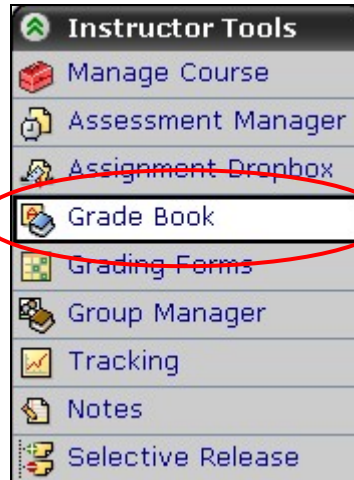 Instructor Tools
Manage Course
Assessment Manager
Assignment Dropbox
Grade Book
Grading Forms
Group Manager
Tracking
Notes
Selective Release